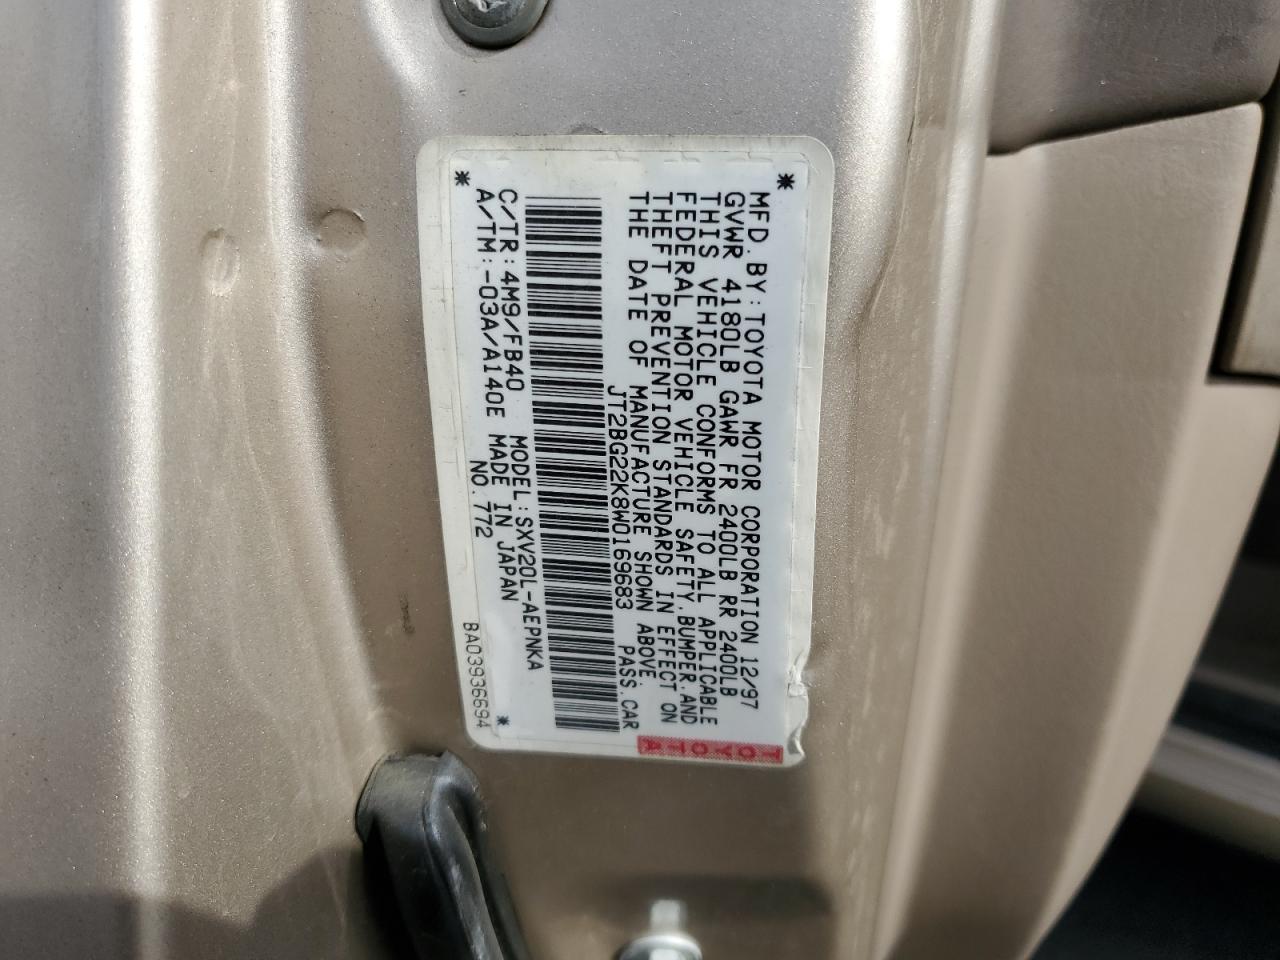 * MFD. BY: TOYOTA MOTOR CORPORATION 12/97
GVWR 4180LB GAWR FR 2400LB RR 2400LB
THIS VEHICLE CONFORMS TO ALL APPLICABLE
FEDERAL MOTOR VEHICLE SAFETY, BUMPER, AND
THEFT PREVENTION STANDARDS IN EFFECT ON
THE DATE OF MANUFACTURE SHOWN ABOVE.
JT2BG22K8W0169683 PASS. CAR
C/TR: 4M9/FB40 MODEL: SXV20L-AEPNKA
A/TM: -03A/A140E MADE IN JAPAN
* NO. 772 *
BA03936694
TOYOTA